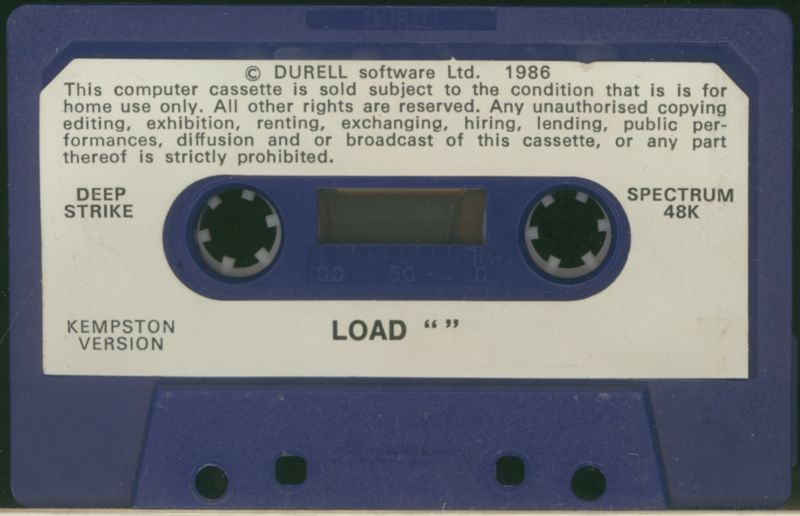 © DURELL software Ltd. 1986
This computer cassette is sold subject to the condition that is is for
home use only. All other rights are reserved. Any unauthorised copying
editing, exhibition, renting, exchanging, hiring, lending, public per-
formances, diffusion and or broadcast of this cassette, or any part
thereof is strictly prohibited.
DEEP
STRIKE
SPECTRUM
48K
100 50 0
KEMPSTON
VERSION
LOAD “ ”